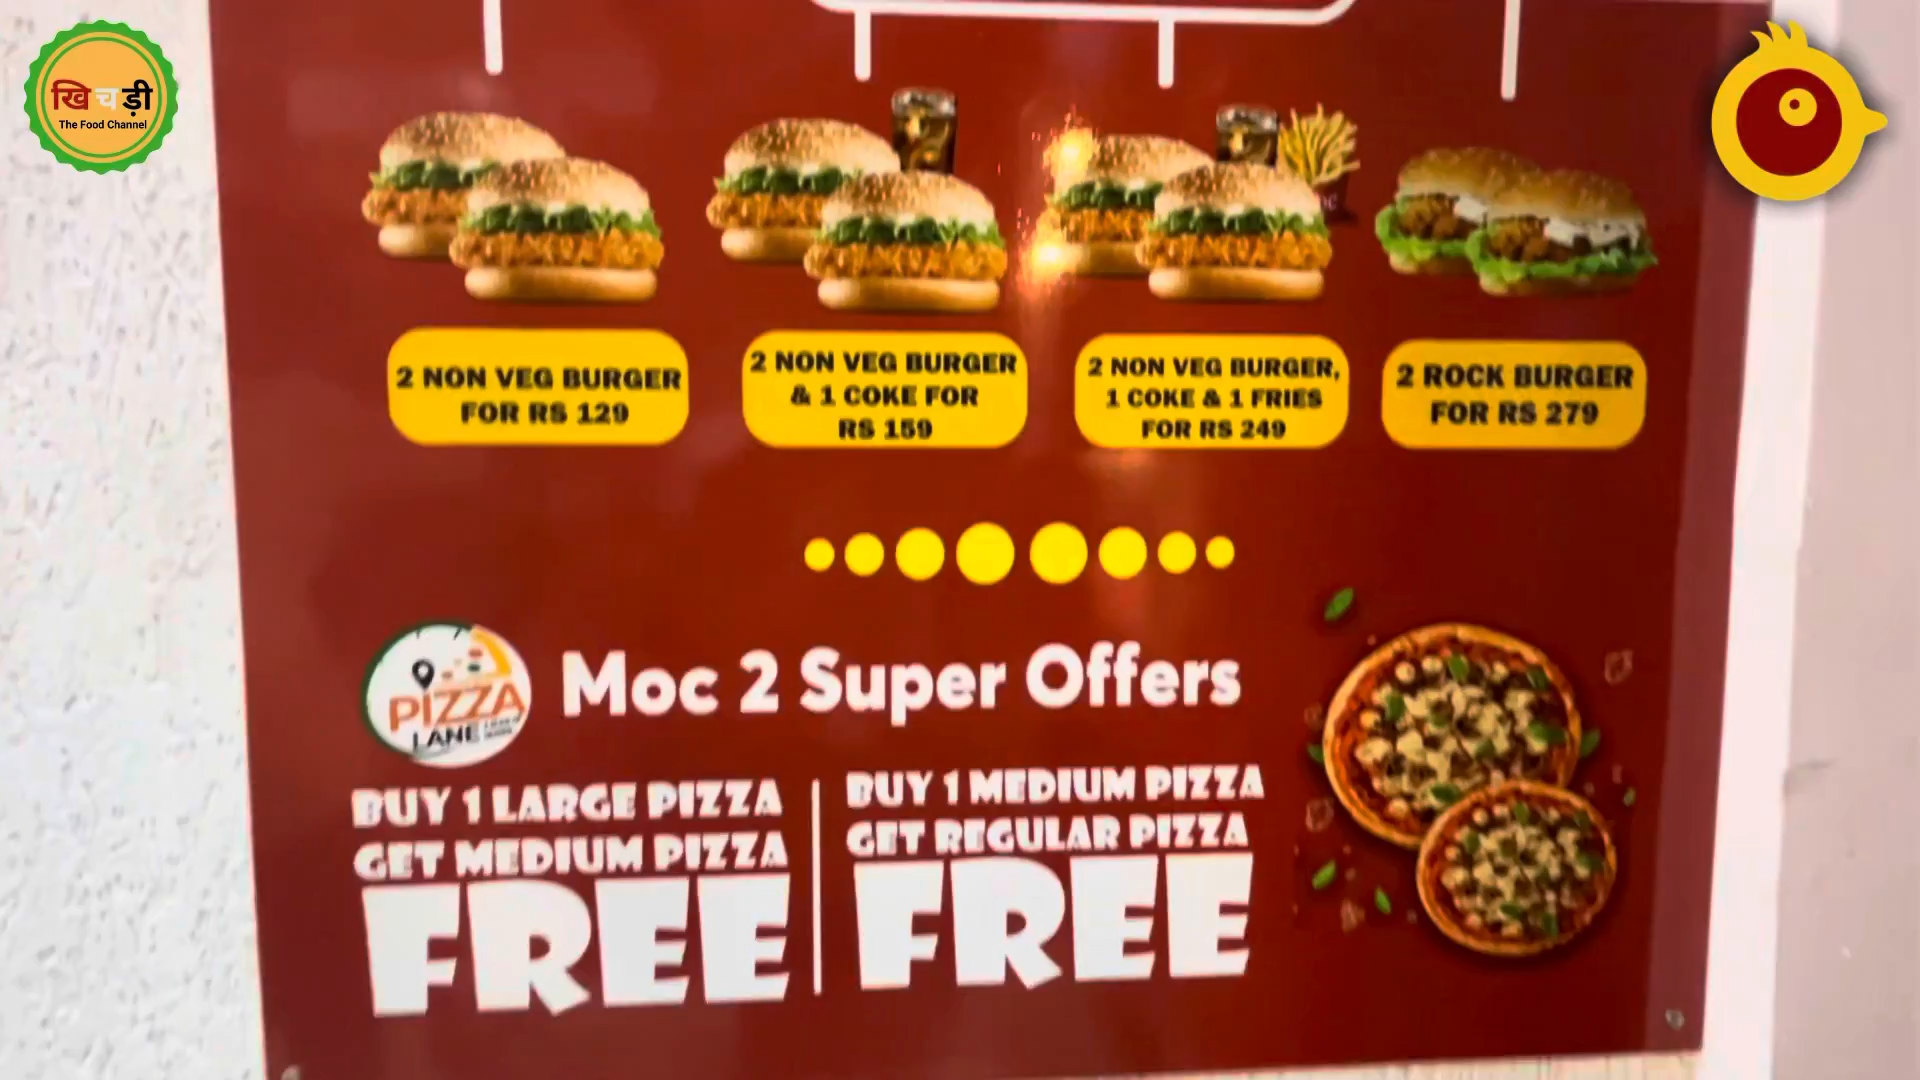 खिचड़ी
The Food Channel
2 NON VEG BURGER
FOR RS 129
2 NON VEG BURGER
& 1 COKE FOR
RS 159
2 NON VEG BURGER,
1 COKE & 1 FRIES
FOR RS 249
2 ROCK BURGER
FOR RS 279
PIZZA
LANE
Moc 2 Super Offers
BUY 1 LARGE PIZZA
GET MEDIUM PIZZA
FREE
BUY 1 MEDIUM PIZZA
GET REGULAR PIZZA
FREE